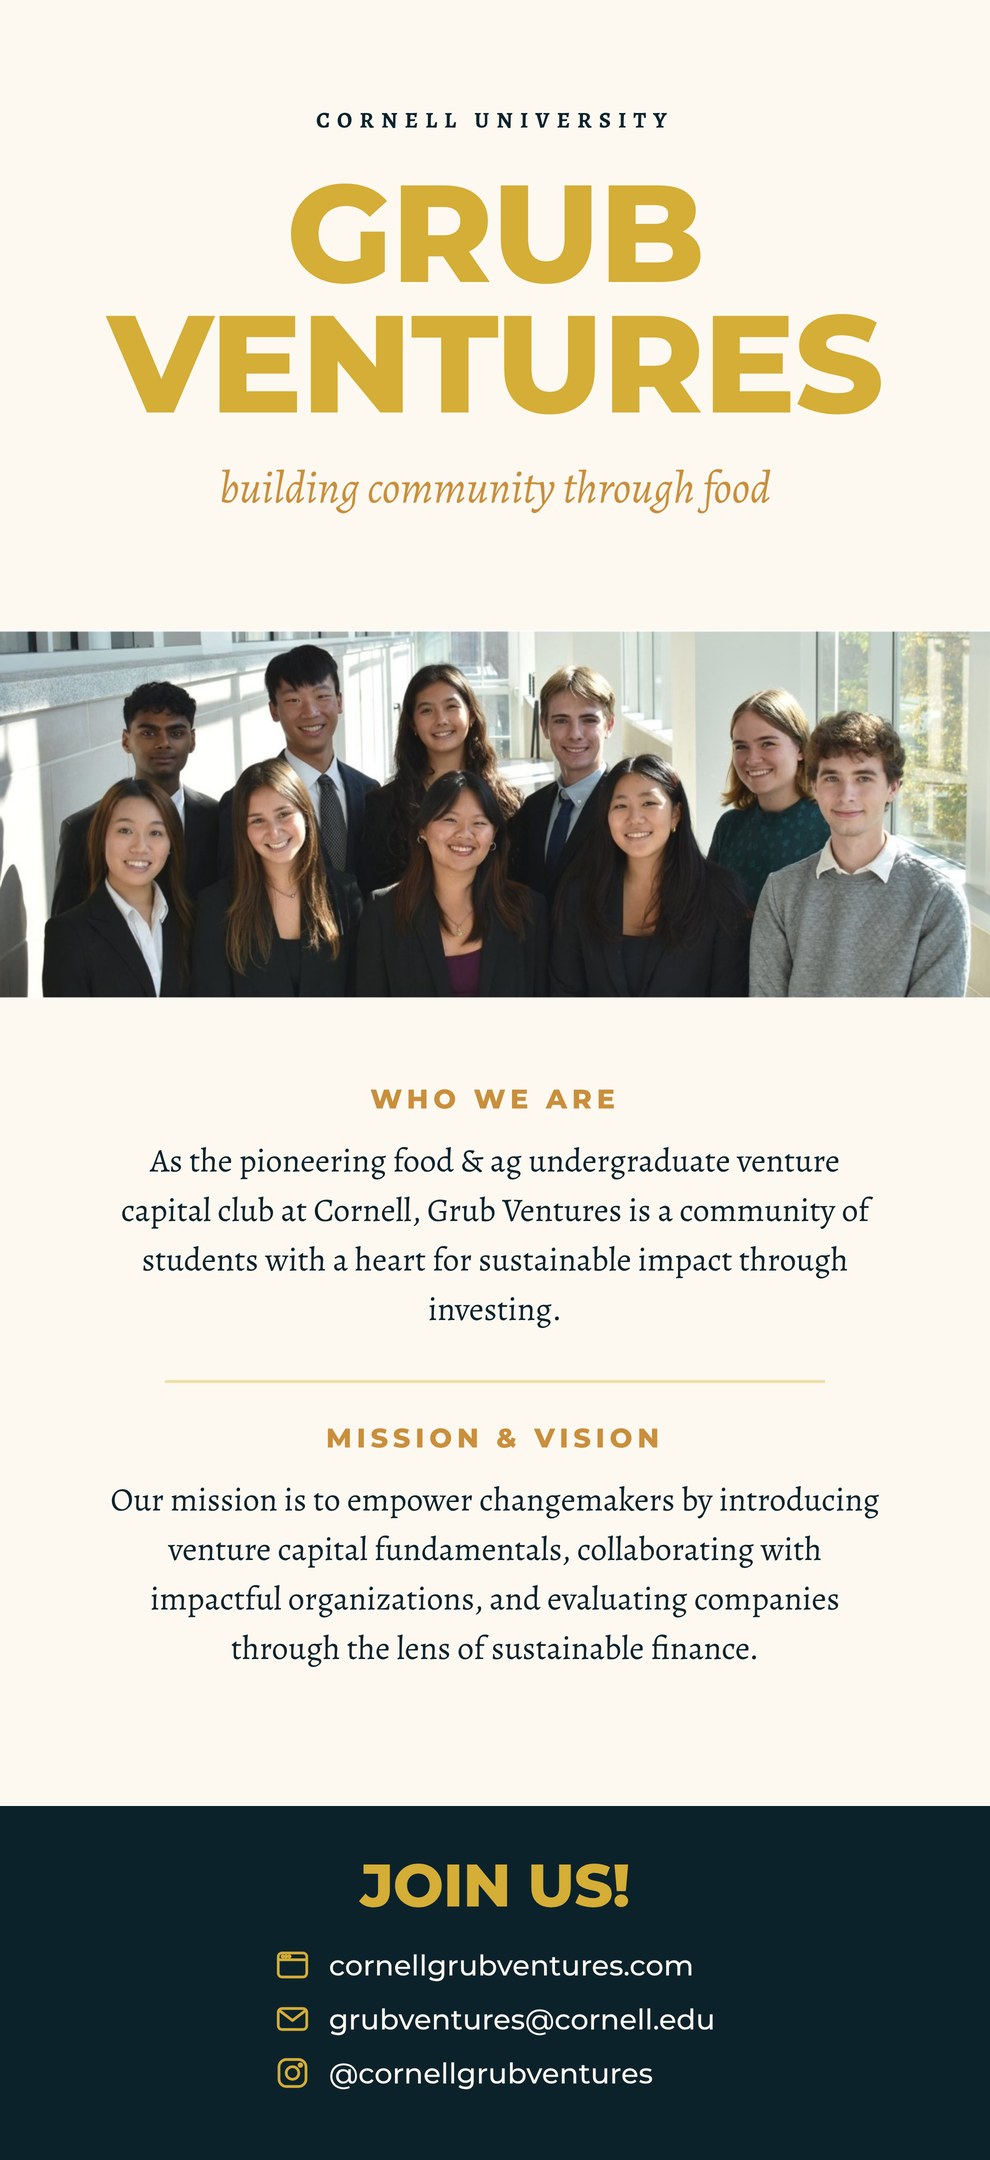 CORNELL UNIVERSITY
GRUB
VENTURES
building community through food
WHO WE ARE
As the pioneering food & ag undergraduate venture
capital club at Cornell, Grub Ventures is a community of
students with a heart for sustainable impact through
investing.
MISSION & VISION
Our mission is to empower changemakers by introducing
venture capital fundamentals, collaborating with
impactful organizations, and evaluating companies
through the lens of sustainable finance.
JOIN US!
cornellgrubventures.com
grubventures@cornell.edu
@cornellgrubventures